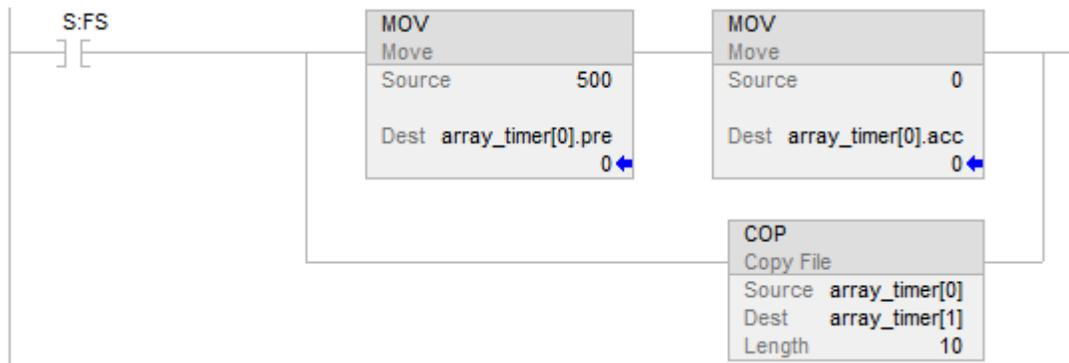 S:FS
MOV
Move
Source 500
Dest array_timer[0].pre
0
MOV
Move
Source 0
Dest array_timer[0].acc
0
COP
Copy File
Source array_timer[0]
Dest array_timer[1]
Length 10